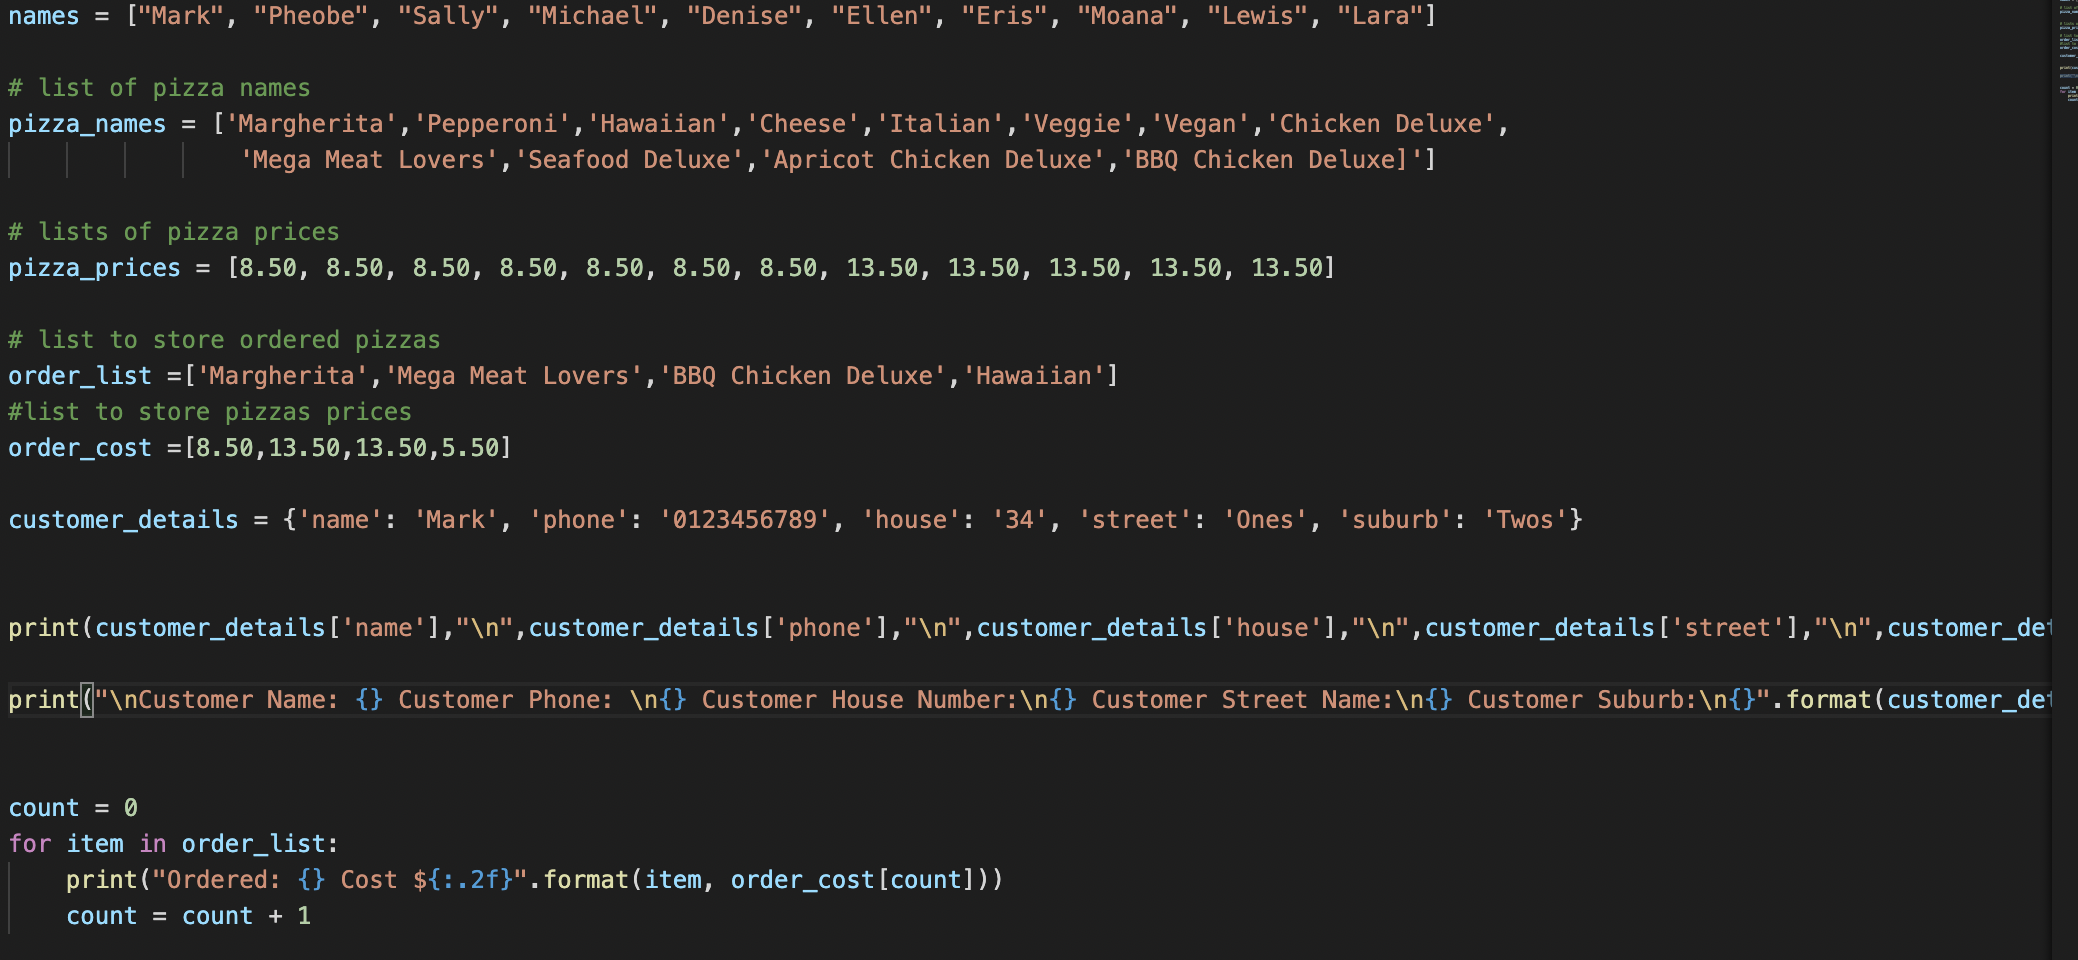 names = ["Mark", "Pheobe", "Sally", "Michael", "Denise", "Ellen", "Eris", "Moana", "Lewis", "Lara"]
# list of pizza names
pizza_names = ['Margherita','Pepperoni','Hawaiian','Cheese','Italian','Veggie','Vegan','Chicken Deluxe',
'Mega Meat Lovers','Seafood Deluxe','Apricot Chicken Deluxe','BBQ Chicken Deluxe]']
# lists of pizza prices
pizza_prices = [8.50, 8.50, 8.50, 8.50, 8.50, 8.50, 8.50, 13.50, 13.50, 13.50, 13.50, 13.50]
# list to store ordered pizzas
order_list =['Margherita','Mega Meat Lovers','BBQ Chicken Deluxe','Hawaiian']
#list to store pizzas prices
order_cost =[8.50,13.50,13.50,5.50]
customer_details = {'name': 'Mark', 'phone': '0123456789', 'house': '34', 'street': 'Ones', 'suburb': 'Twos'}
print(customer_details['name'],"\n",customer_details['phone'],"\n",customer_details['house'],"\n",customer_details['street'],"\n",customer_det
print("\nCustomer Name: {} Customer Phone: \n{} Customer House Number:\n{} Customer Street Name:\n{} Customer Suburb:\n{}".format(customer_det
count = 0
for item in order_list:
    print("Ordered: {} Cost ${:.2f}".format(item, order_cost[count]))
    count = count + 1